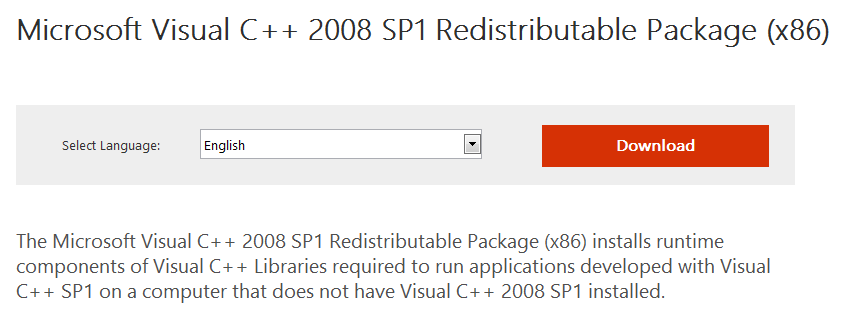 Microsoft Visual C++ 2008 SP1 Redistributable Package (x86)
Select Language:
English
Download
The Microsoft Visual C++ 2008 SP1 Redistributable Package (x86) installs runtime
components of Visual C++ Libraries required to run applications developed with Visual
C++ SP1 on a computer that does not have Visual C++ 2008 SP1 installed.